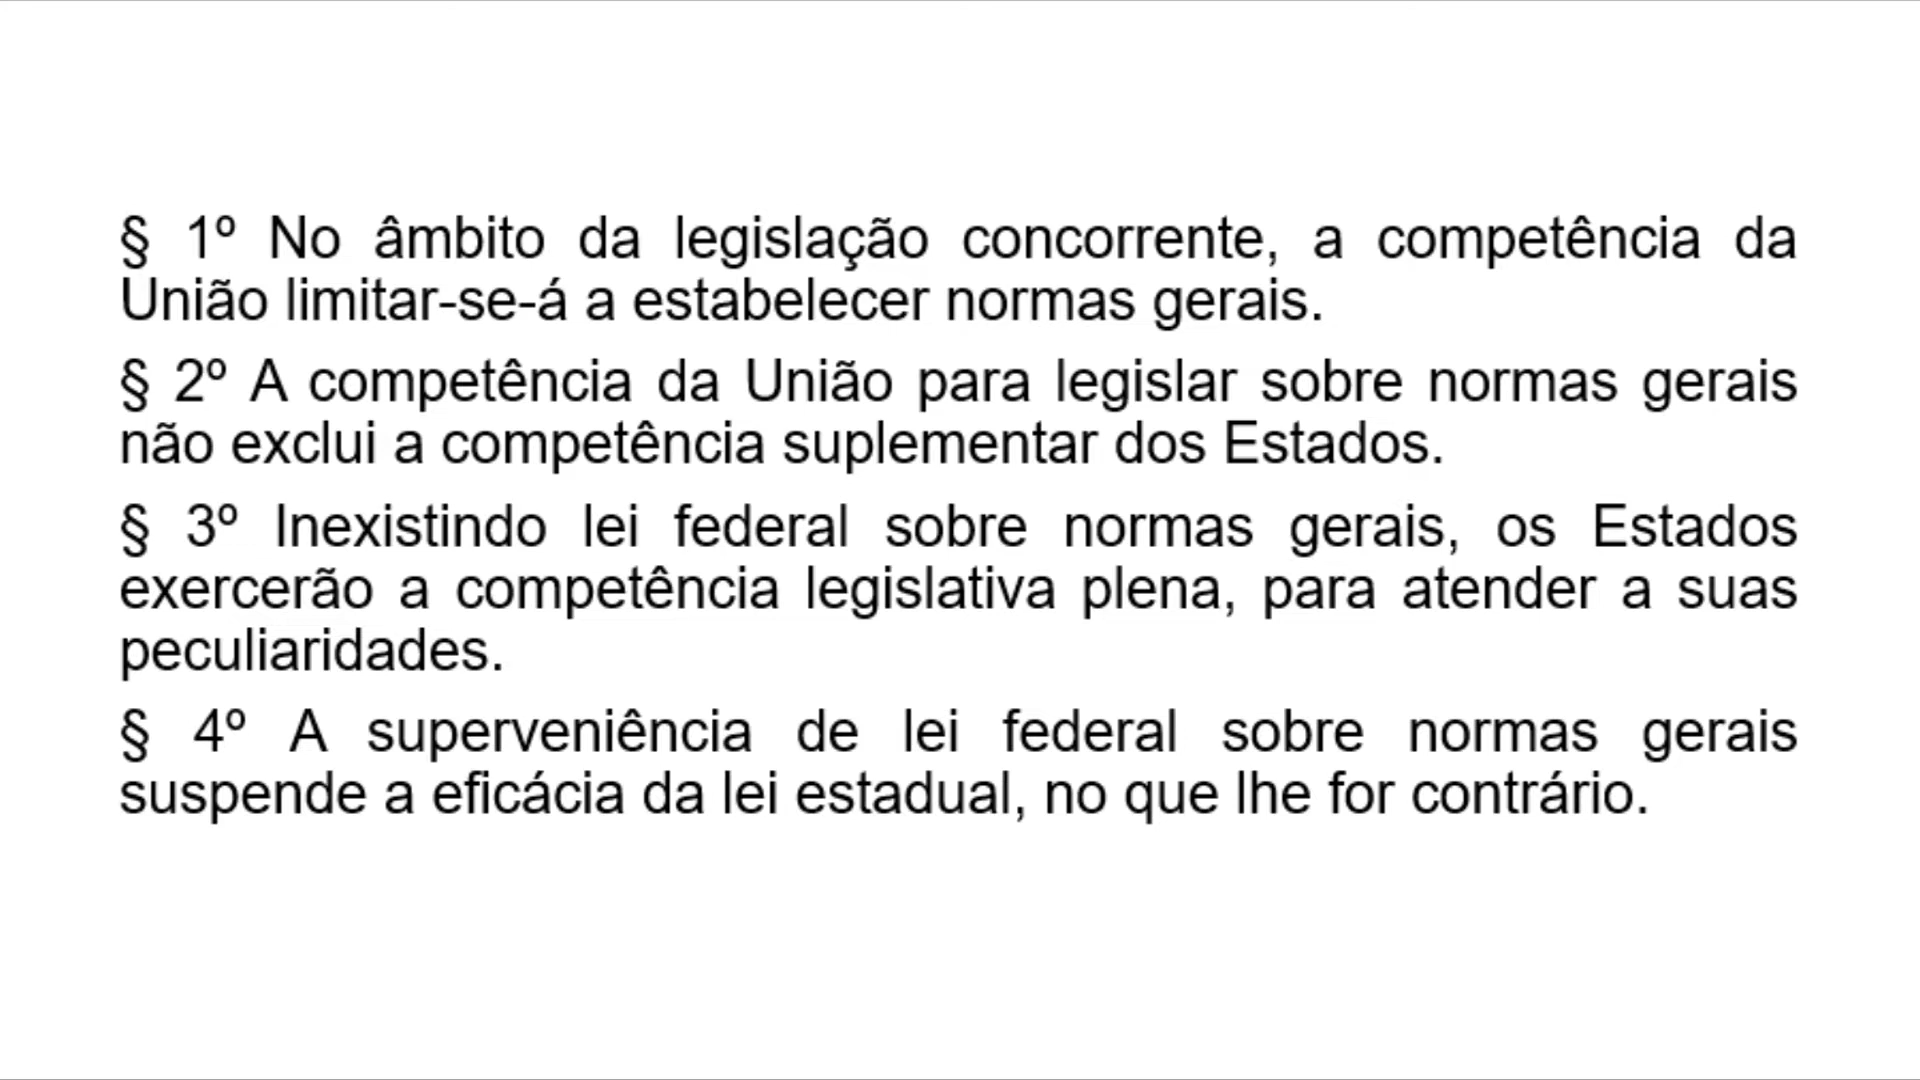 § 1º No âmbito da legislação concorrente, a competência da
União limitar-se-á a estabelecer normas gerais.
§ 2º A competência da União para legislar sobre normas gerais
não exclui a competência suplementar dos Estados.
§ 3º Inexistindo lei federal sobre normas gerais, os Estados
exercerão a competência legislativa plena, para atender a suas
peculiaridades.
§ 4º A superveniência de lei federal sobre normas gerais
suspende a eficácia da lei estadual, no que lhe for contrário.